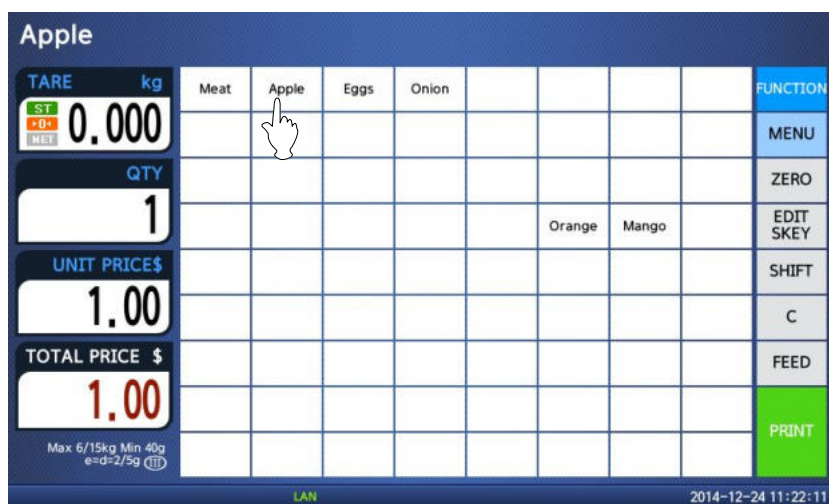 Apple
TARE kg
ST
0
NET
0.000
QTY
1
UNIT PRICE$
1.00
TOTAL PRICE $
1.00
Max 6/15kg Min 40g
e=d=2/5g III
Meat Apple Eggs Onion
Orange Mango
FUNCTION
MENU
ZERO
EDIT
SKEY
SHIFT
C
FEED
PRINT
LAN 2014-12-24 11:22:11